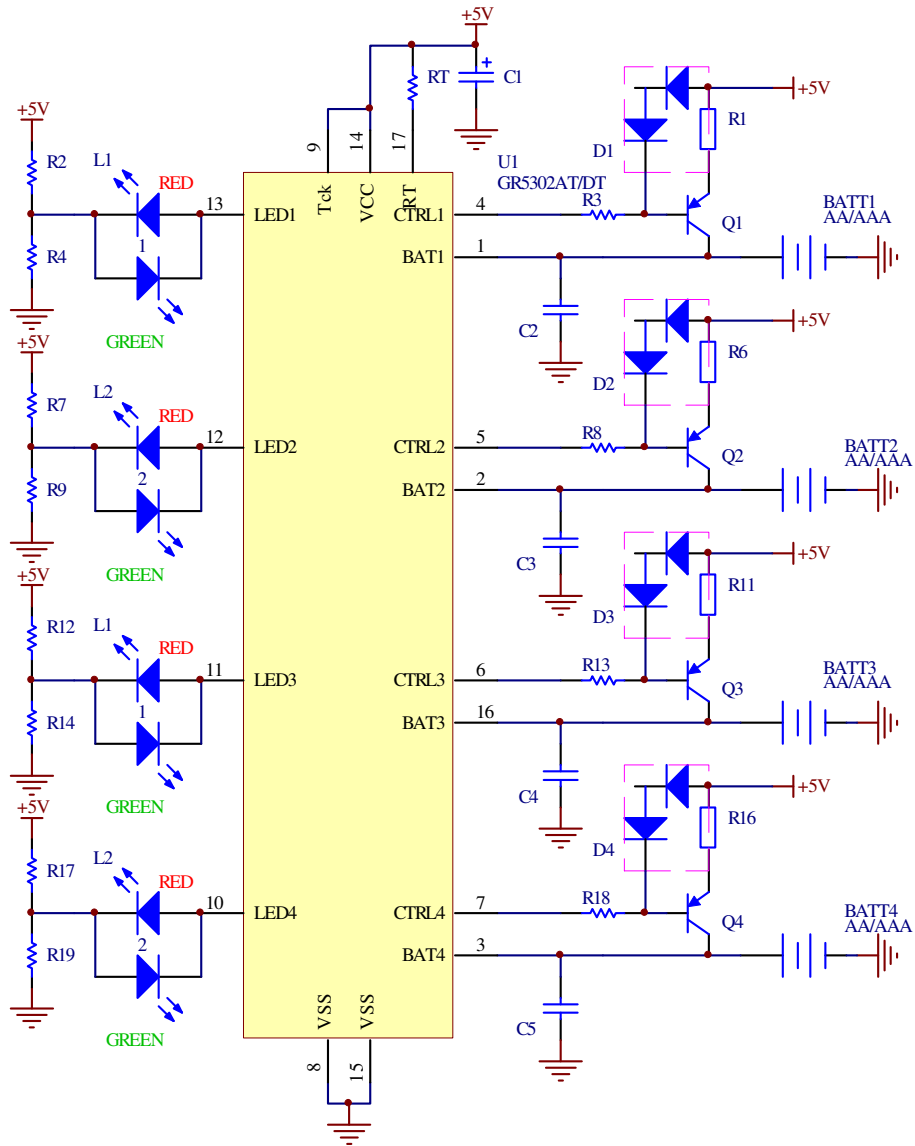 +5V
RT
C1
9
14
17
U1
GR5302AT/DT
Tck
VCC
RT
+5V
R2
R4
L1
RED
1
GREEN
13
LED1
CTRL1
4
BAT1
1
R3
D1
R1
+5V
Q1
BATT1
AA/AAA
C2
+5V
R7
R9
L2
RED
2
GREEN
12
LED2
CTRL2
5
BAT2
2
R8
D2
R6
+5V
Q2
BATT2
AA/AAA
C3
+5V
R12
R14
L1
RED
1
GREEN
11
LED3
CTRL3
6
BAT3
16
R13
D3
R11
+5V
Q3
BATT3
AA/AAA
C4
+5V
R17
R19
L2
RED
2
GREEN
10
LED4
CTRL4
7
BAT4
3
R18
D4
R16
+5V
Q4
BATT4
AA/AAA
C5
VSS
VSS
8
15